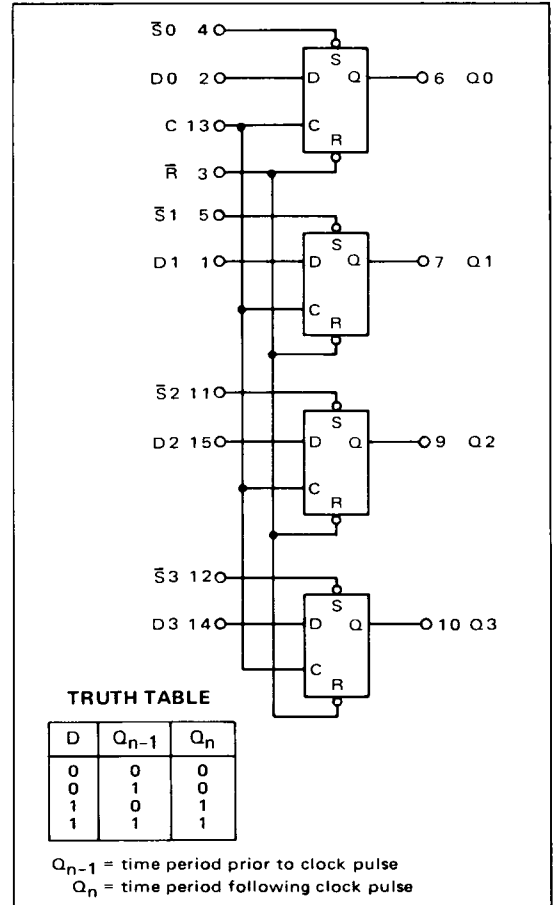 S̄0 4
S
D0 2 D Q 6 Q0
C 13 C
R
R̄ 3
S̄1 5
S
D1 1 D Q 7 Q1
C
R
S̄2 11
S
D2 15 D Q 9 Q2
C
R
S̄3 12
S
D3 14 D Q 10 Q3
C
R
TRUTH TABLE
D Qn-1 Qn
0 0 0
0 1 0
1 0 1
1 1 1
Qn-1 = time period prior to clock pulse
Qn = time period following clock pulse